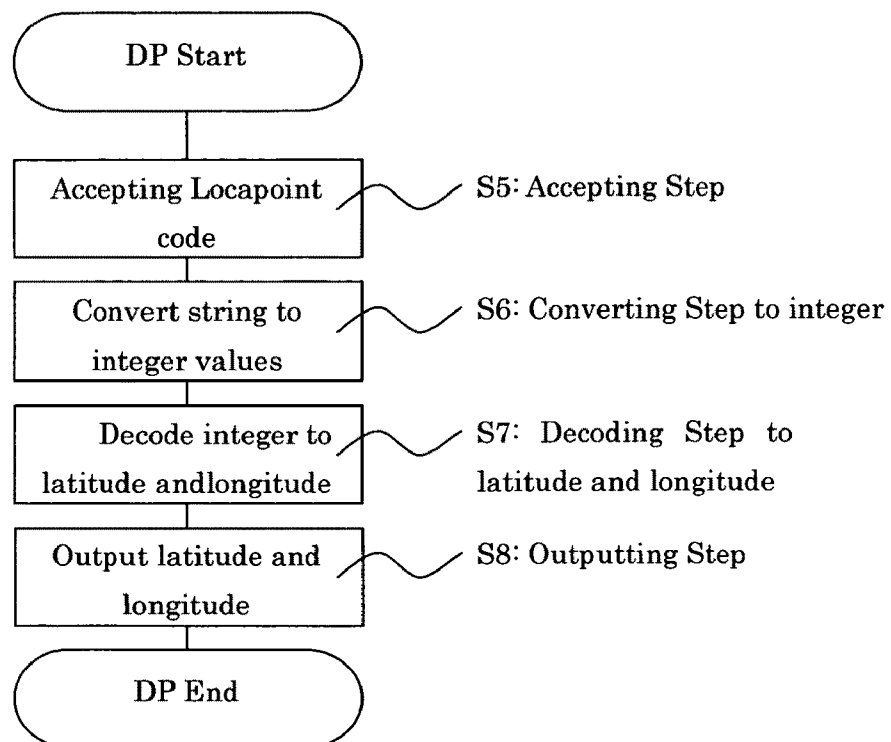 DP Start
Accepting Locapoint
code
S5: Accepting Step
Convert string to
integer values
S6: Converting Step to integer
Decode integer to
latitude andlongitude
S7: Decoding Step to
latitude and longitude
Output latitude and
longitude
S8: Outputting Step
DP End